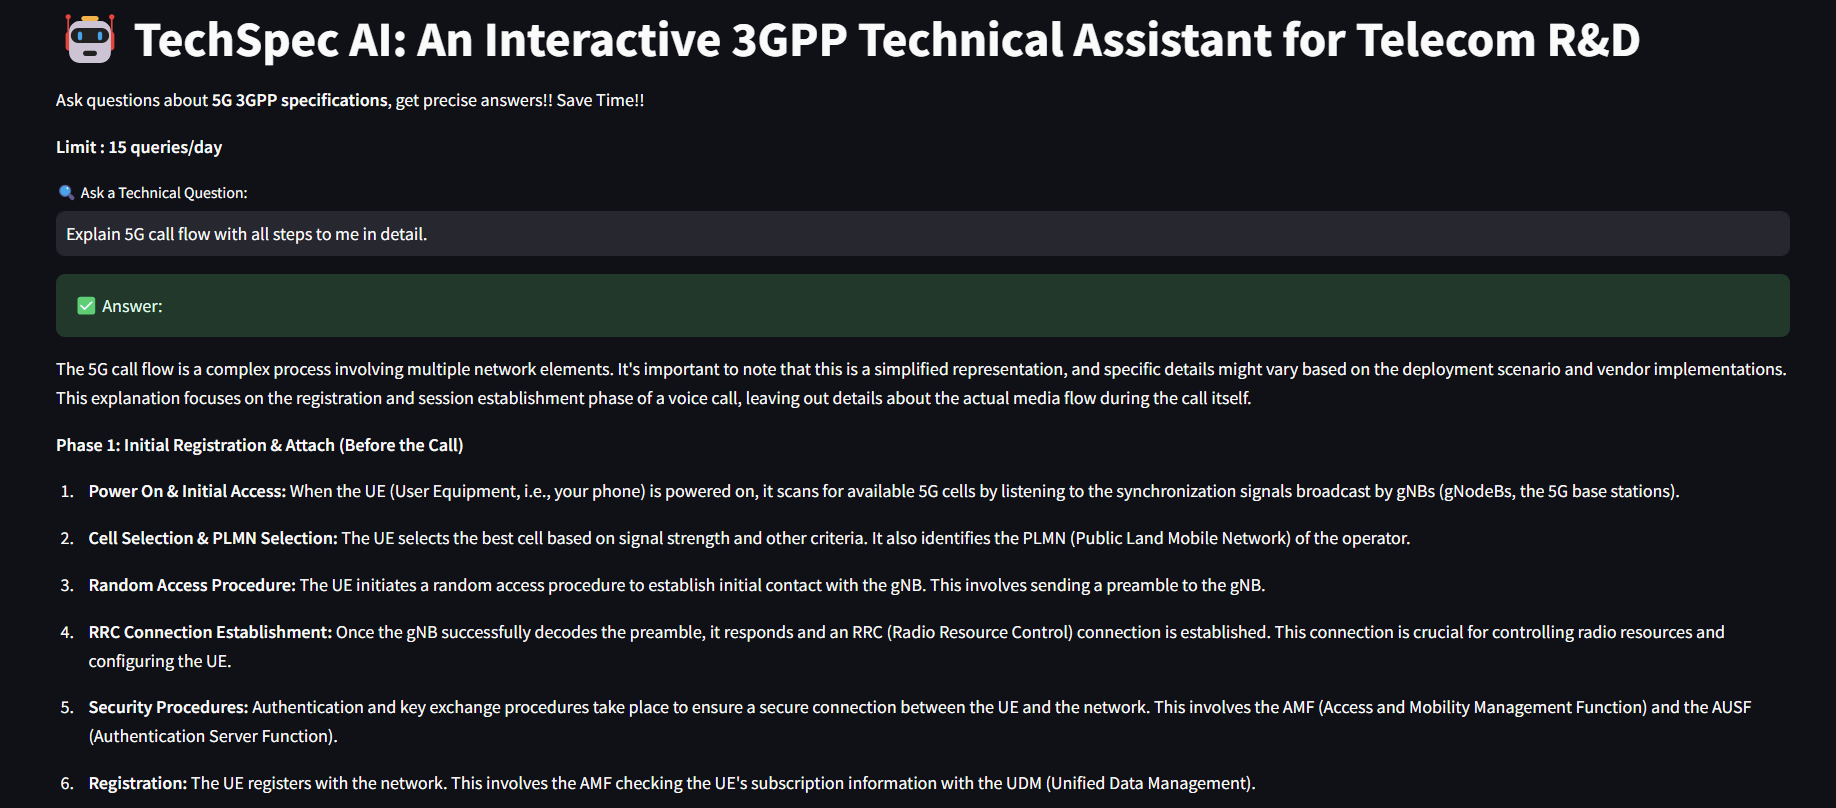 TechSpec AI: An Interactive 3GPP Technical Assistant for Telecom R&D
Ask questions about 5G 3GPP specifications, get precise answers!! Save Time!!
Limit : 15 queries/day
Ask a Technical Question:
Explain 5G call flow with all steps to me in detail.
Answer:
The 5G call flow is a complex process involving multiple network elements. It's important to note that this is a simplified representation, and specific details might vary based on the deployment scenario and vendor implementations.
This explanation focuses on the registration and session establishment phase of a voice call, leaving out details about the actual media flow during the call itself.
Phase 1: Initial Registration & Attach (Before the Call)
1. Power On & Initial Access: When the UE (User Equipment, i.e., your phone) is powered on, it scans for available 5G cells by listening to the synchronization signals broadcast by gNBs (gNodeBs, the 5G base stations).
2. Cell Selection & PLMN Selection: The UE selects the best cell based on signal strength and other criteria. It also identifies the PLMN (Public Land Mobile Network) of the operator.
3. Random Access Procedure: The UE initiates a random access procedure to establish initial contact with the gNB. This involves sending a preamble to the gNB.
4. RRC Connection Establishment: Once the gNB successfully decodes the preamble, it responds and an RRC (Radio Resource Control) connection is established. This connection is crucial for controlling radio resources and
configuring the UE.
5. Security Procedures: Authentication and key exchange procedures take place to ensure a secure connection between the UE and the network. This involves the AMF (Access and Mobility Management Function) and the AUSF
(Authentication Server Function).
6. Registration: The UE registers with the network. This involves the AMF checking the UE's subscription information with the UDM (Unified Data Management).